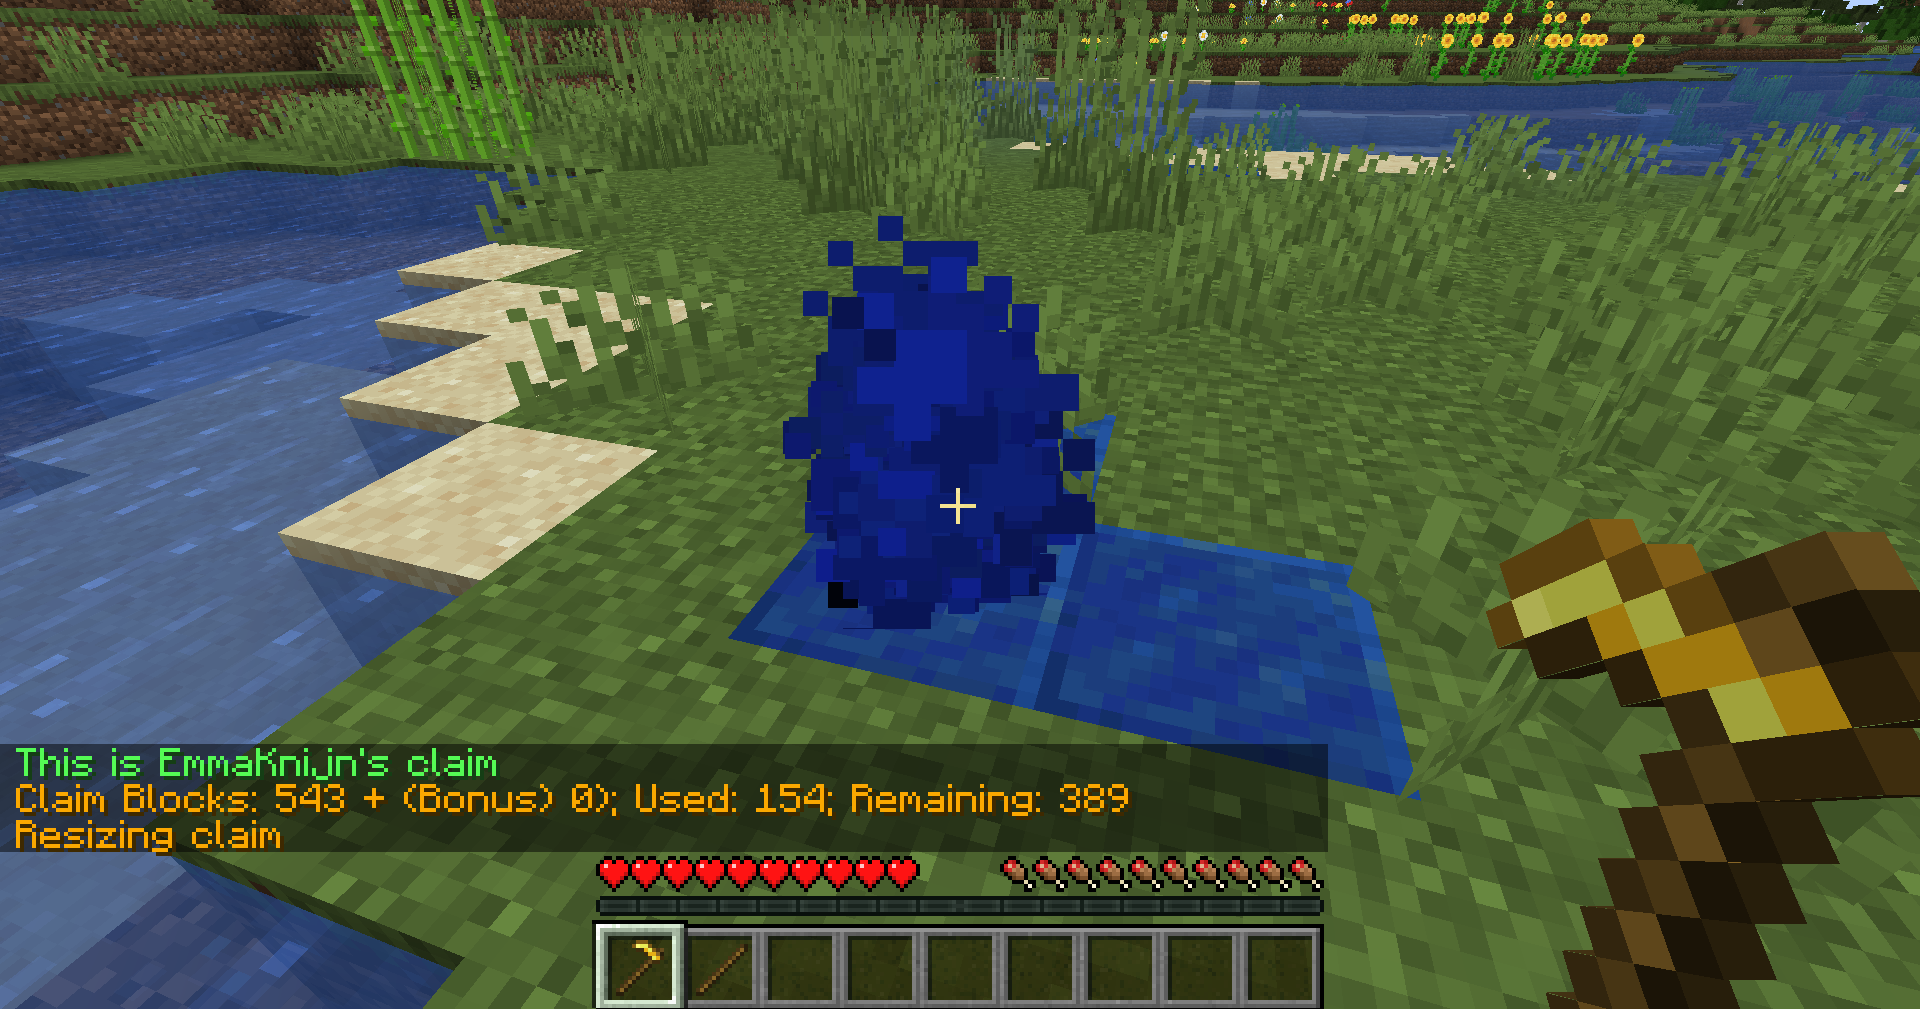 This is EmmaKnijn's claim
Claim Blocks: 543 + (Bonus) 0); Used: 154; Remaining: 389
Resizing claim